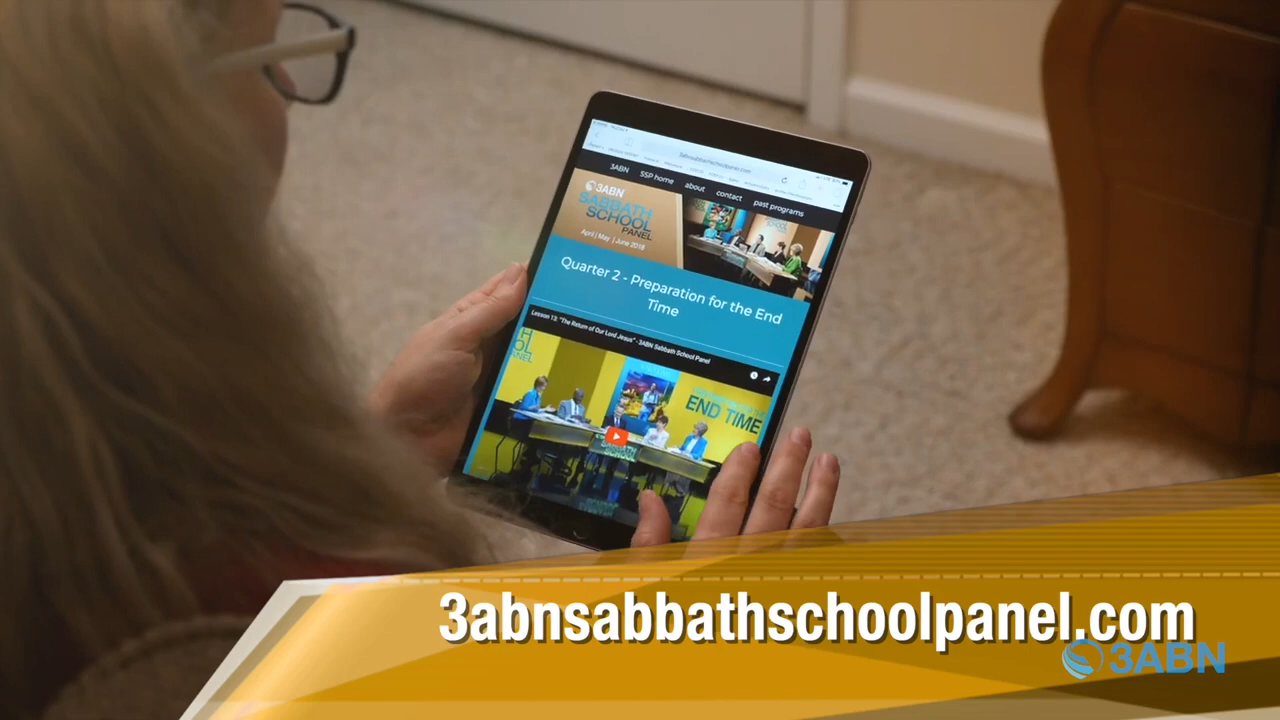 3abnsabbathschoolpanel.com
3ABN SSP home about contact past programs
3ABN
SABBATH
SCHOOL
PANEL
April | May | June 2018
Quarter 2 - Preparation for the End
Time
Lesson 13: "The Return of Our Lord Jesus" - 3ABN Sabbath School Panel
END TIME
3abnsabbathschoolpanel.com
3ABN